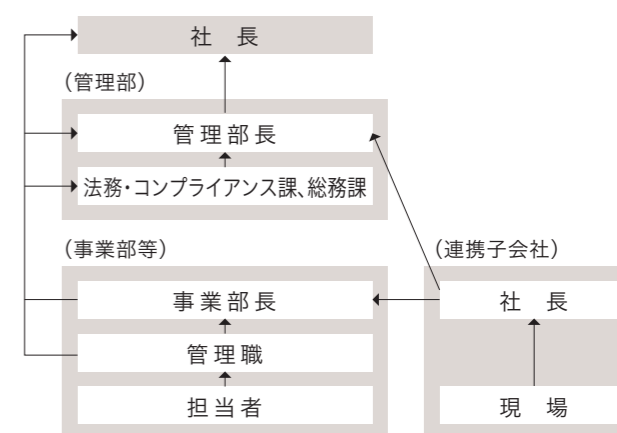 社 長
（管理部）
管理部長
法務・コンプライアンス課、総務課
（事業部等）
（連携子会社）
事業部長
社 長
管理職
担当者
現 場